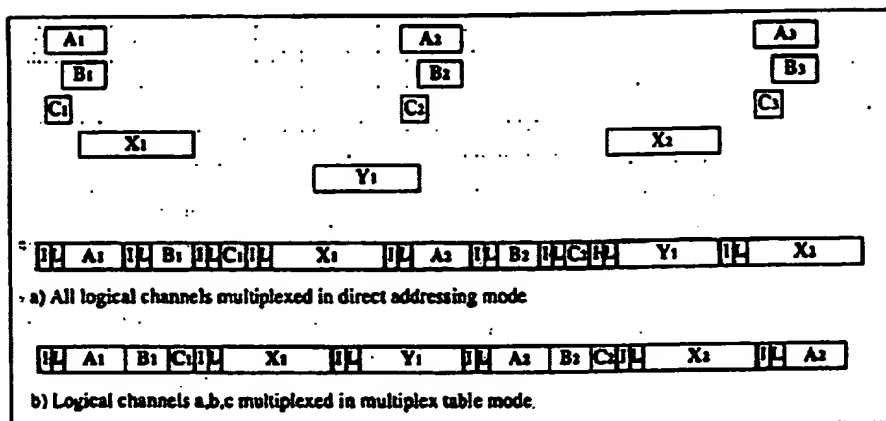 A1 A2 A3
B1 B2 B3
C1 C2 C3
X1 X2
Y1
I L A1 I L B1 I L C1 I L X1 I L A2 I L B2 I L C2 I L Y1 I L X2
a) All logical channels multiplexed in direct addressing mode
I L A1 B1 C1 I L X1 I L Y1 I L A2 B2 C2 I L X2 I L A2
b) Logical channels a,b,c multiplexed in multiplex table mode.